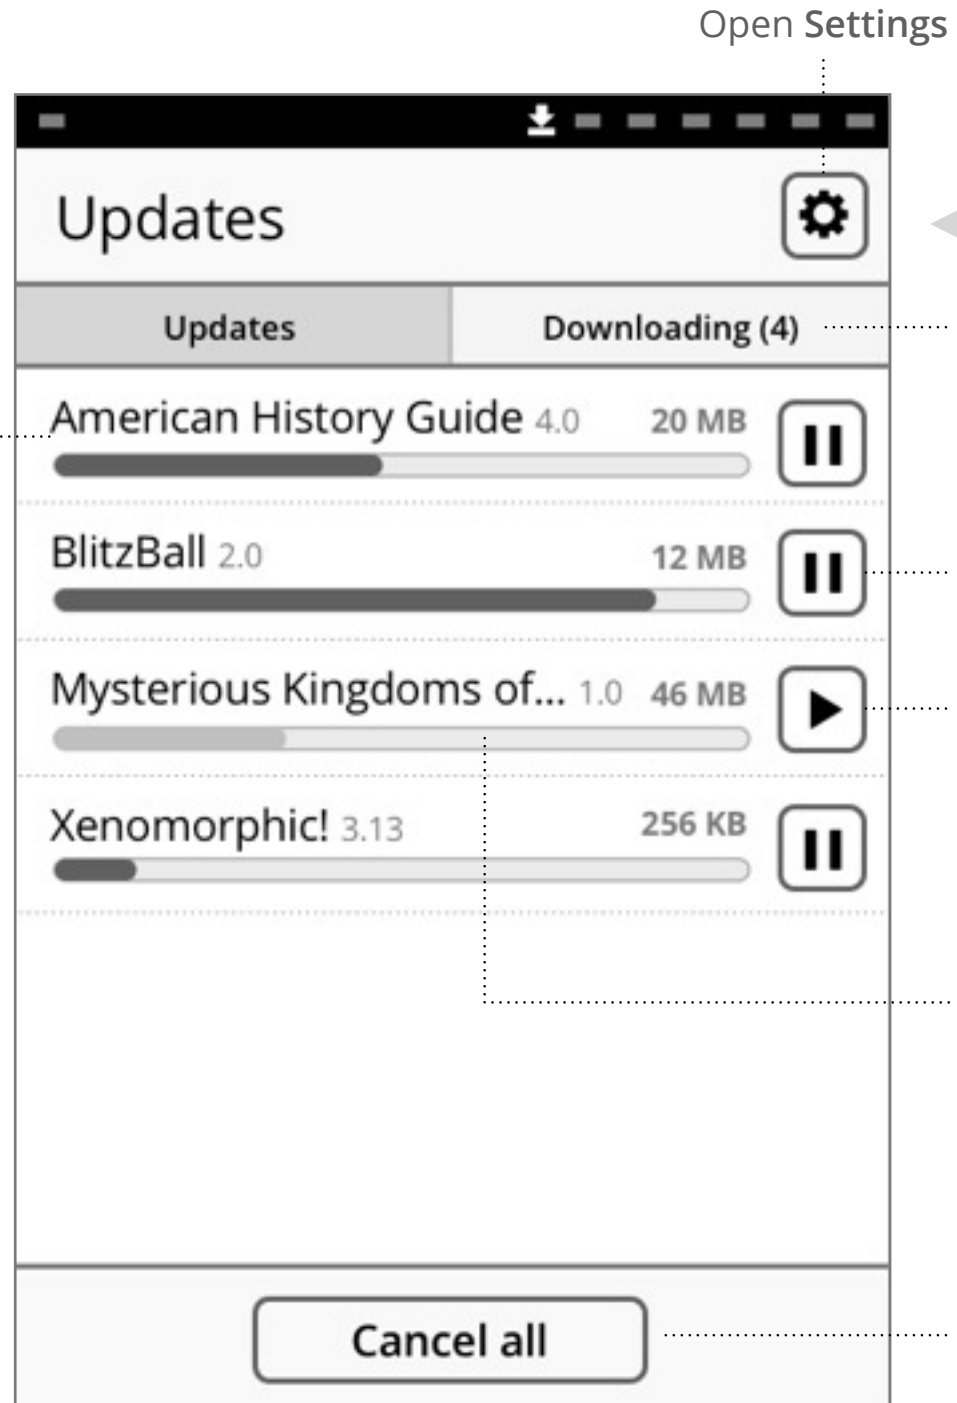 Open Settings
Updates
Updates Downloading (4)
American History Guide 4.0 20 MB
BlitzBall 2.0 12 MB
Mysterious Kingdoms of... 1.0 46 MB
Xenomorphic! 3.13 256 KB
Cancel all